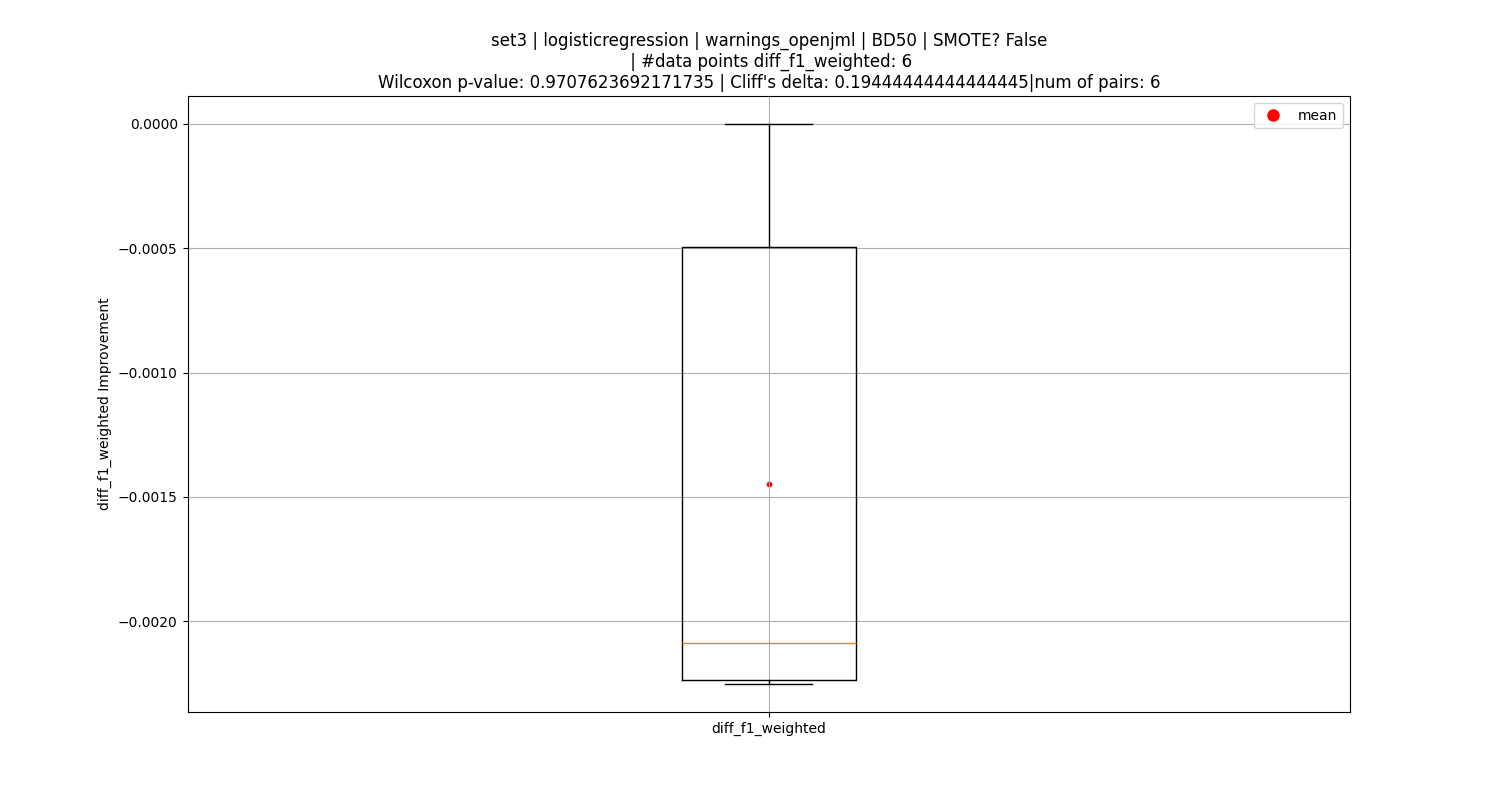 set3 | logisticregression | warnings_openjml | BD50 | SMOTE? False
| #data points diff_f1_weighted: 6
Wilcoxon p-value: 0.9707623692171735 | Cliff's delta: 0.19444444444444445|num of pairs: 6
mean
0.0000
−0.0005
−0.0010
−0.0015
−0.0020
diff_f1_weighted Improvement
diff_f1_weighted